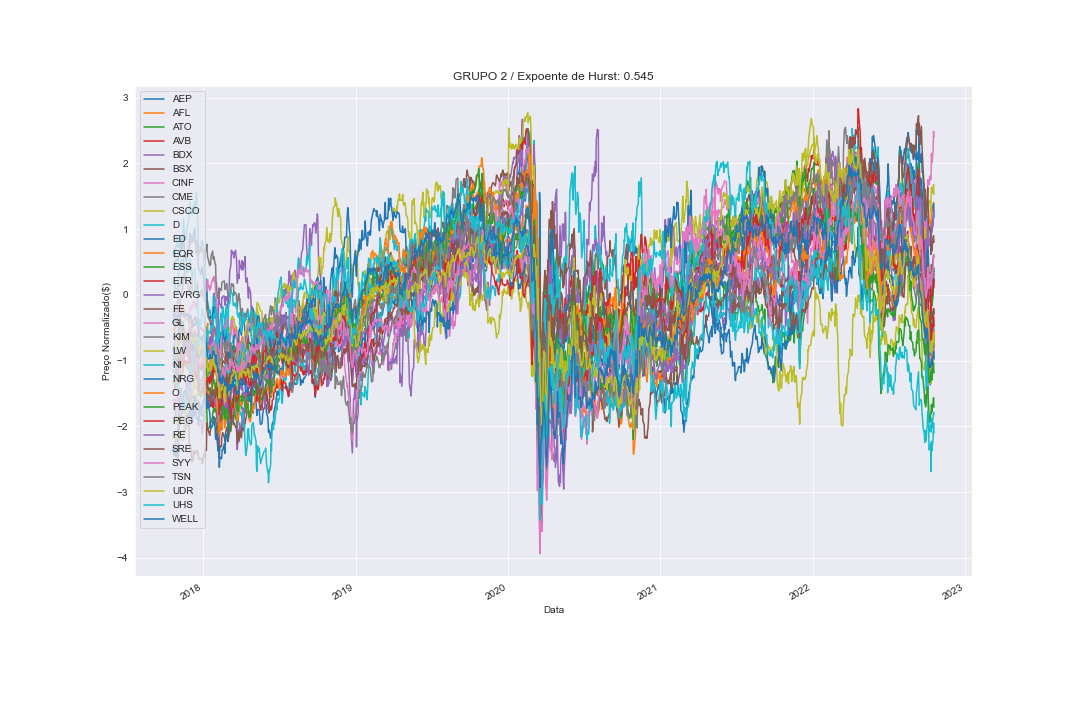 GRUPO 2 / Expoente de Hurst: 0.545
Preço Normalizado($)
3
2
1
0
−1
−2
−3
−4
AEP
AFL
ATO
AVB
BDX
BSX
CINF
CME
CSCO
D
ED
EQR
ESS
ETR
EVRG
FE
GL
KIM
LW
NI
NRG
O
PEAK
PEG
RE
SRE
SYY
TSN
UDR
UHS
WELL
2018
2019
2020
2021
2022
2023
Data